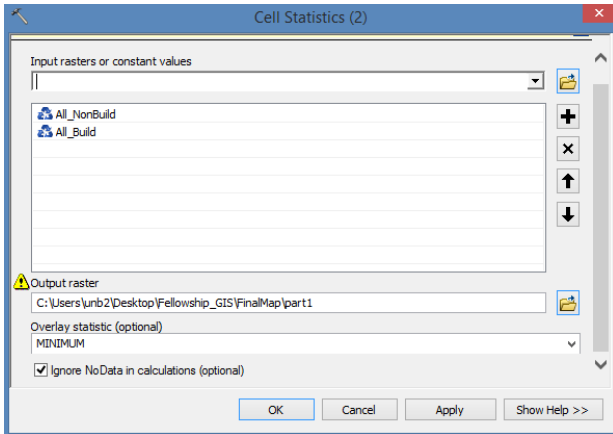 Cell Statistics (2)
Input rasters or constant values
All_NonBuild
All_Build
Output raster
C:\Users\unb2\Desktop\Fellowship_GIS\FinalMap\part1
Overlay statistic (optional)
MINIMUM
Ignore NoData in calculations (optional)
OK Cancel Apply Show Help >>